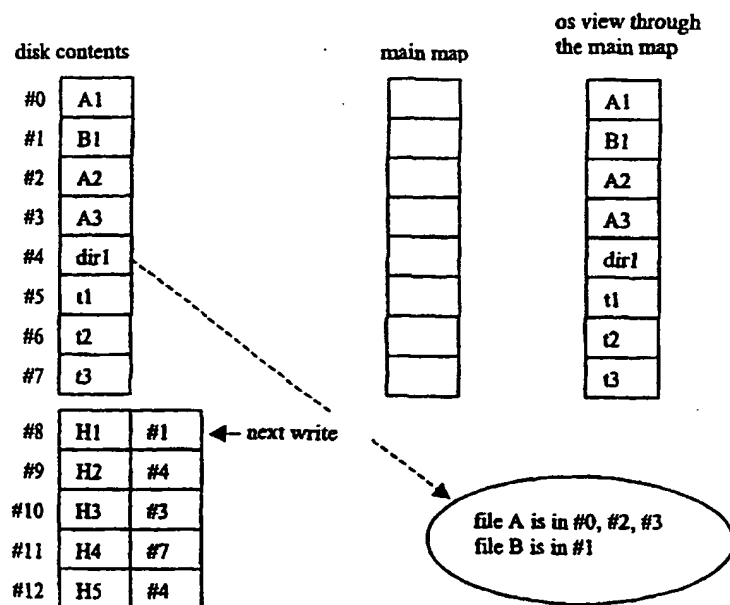 os view through
the main map
disk contents
main map
#0 A1
#1 B1
#2 A2
#3 A3
#4 dir1
#5 t1
#6 t2
#7 t3
A1
B1
A2
A3
dir1
t1
t2
t3
#8 H1 #1 next write
#9 H2 #4
#10 H3 #3
#11 H4 #7
#12 H5 #4
file A is in #0, #2, #3
file B is in #1